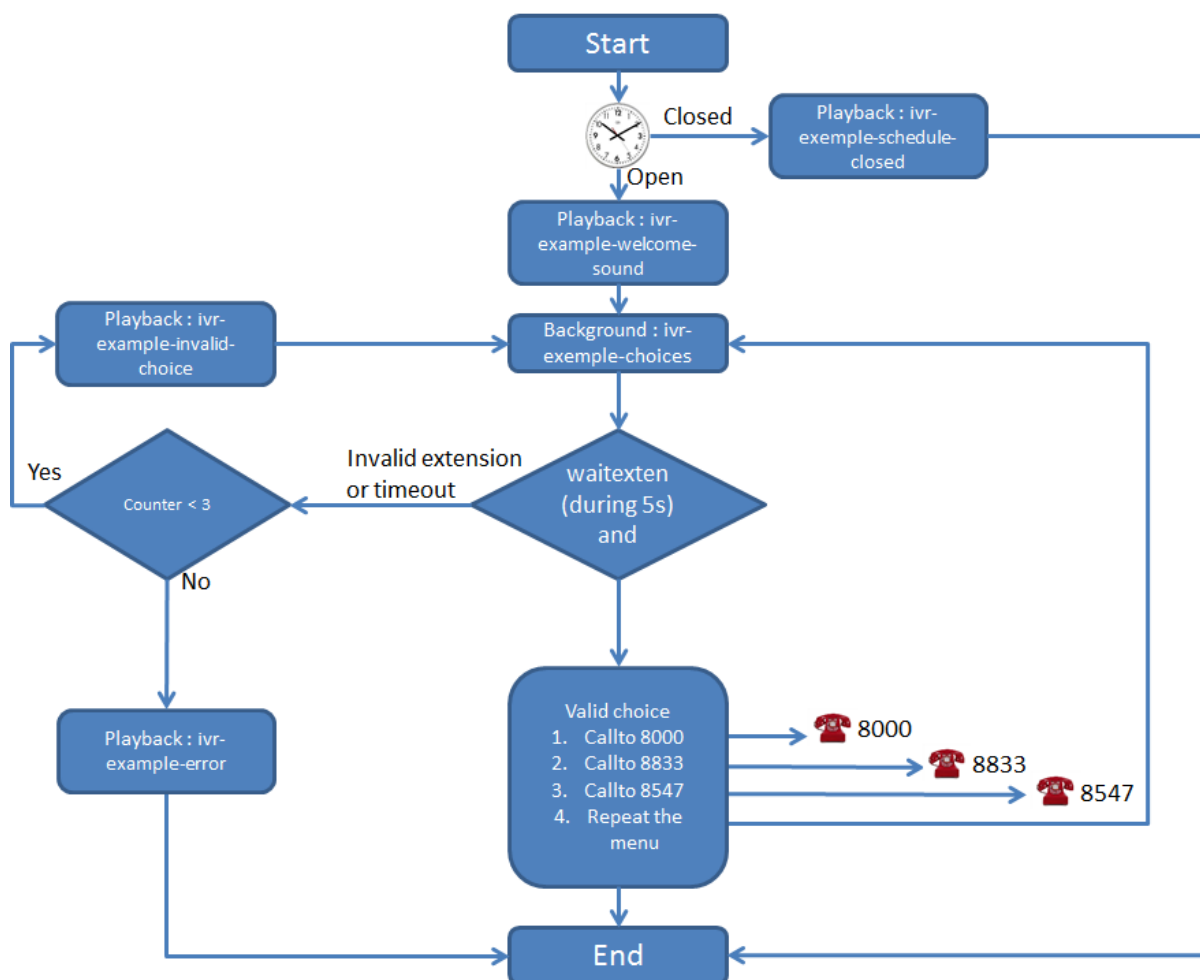 Start
Closed
Playback : ivr-
exemple-schedule-
closed
Open
Playback : ivr-
example-welcome-
sound
Playback : ivr-
example-invalid-
choice
Background : ivr-
exemple-choices
Yes
Counter < 3
Invalid extension
or timeout
waitexten
(during 5s)
and
No
Playback : ivr-
example-error
Valid choice
1. Callto 8000
2. Callto 8833
3. Callto 8547
4. Repeat the
menu
8000
8833
8547
End